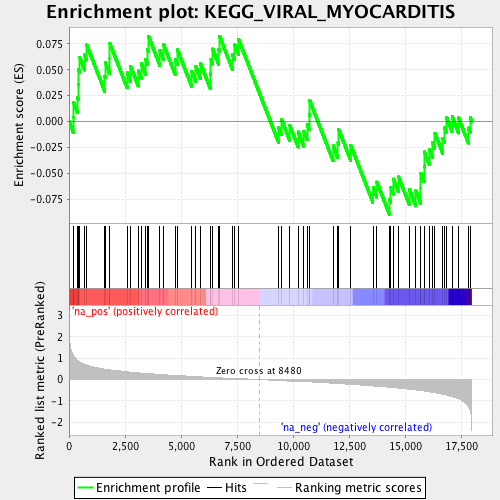 Enrichment plot: KEGG_VIRAL_MYOCARDITIS
Enrichment score (ES)
0.075
0.050
0.025
0.000
-0.025
-0.050
-0.075
'na_pos' (positively correlated)
Ranked list metric (PreRanked)
3
2
1
0
-1
-2
Zero cross at 8480
'na_neg' (negatively correlated)
0
2,500
5,000
7,500
10,000
12,500
15,000
17,500
Rank in Ordered Dataset
Enrichment profile
Hits
Ranking metric scores